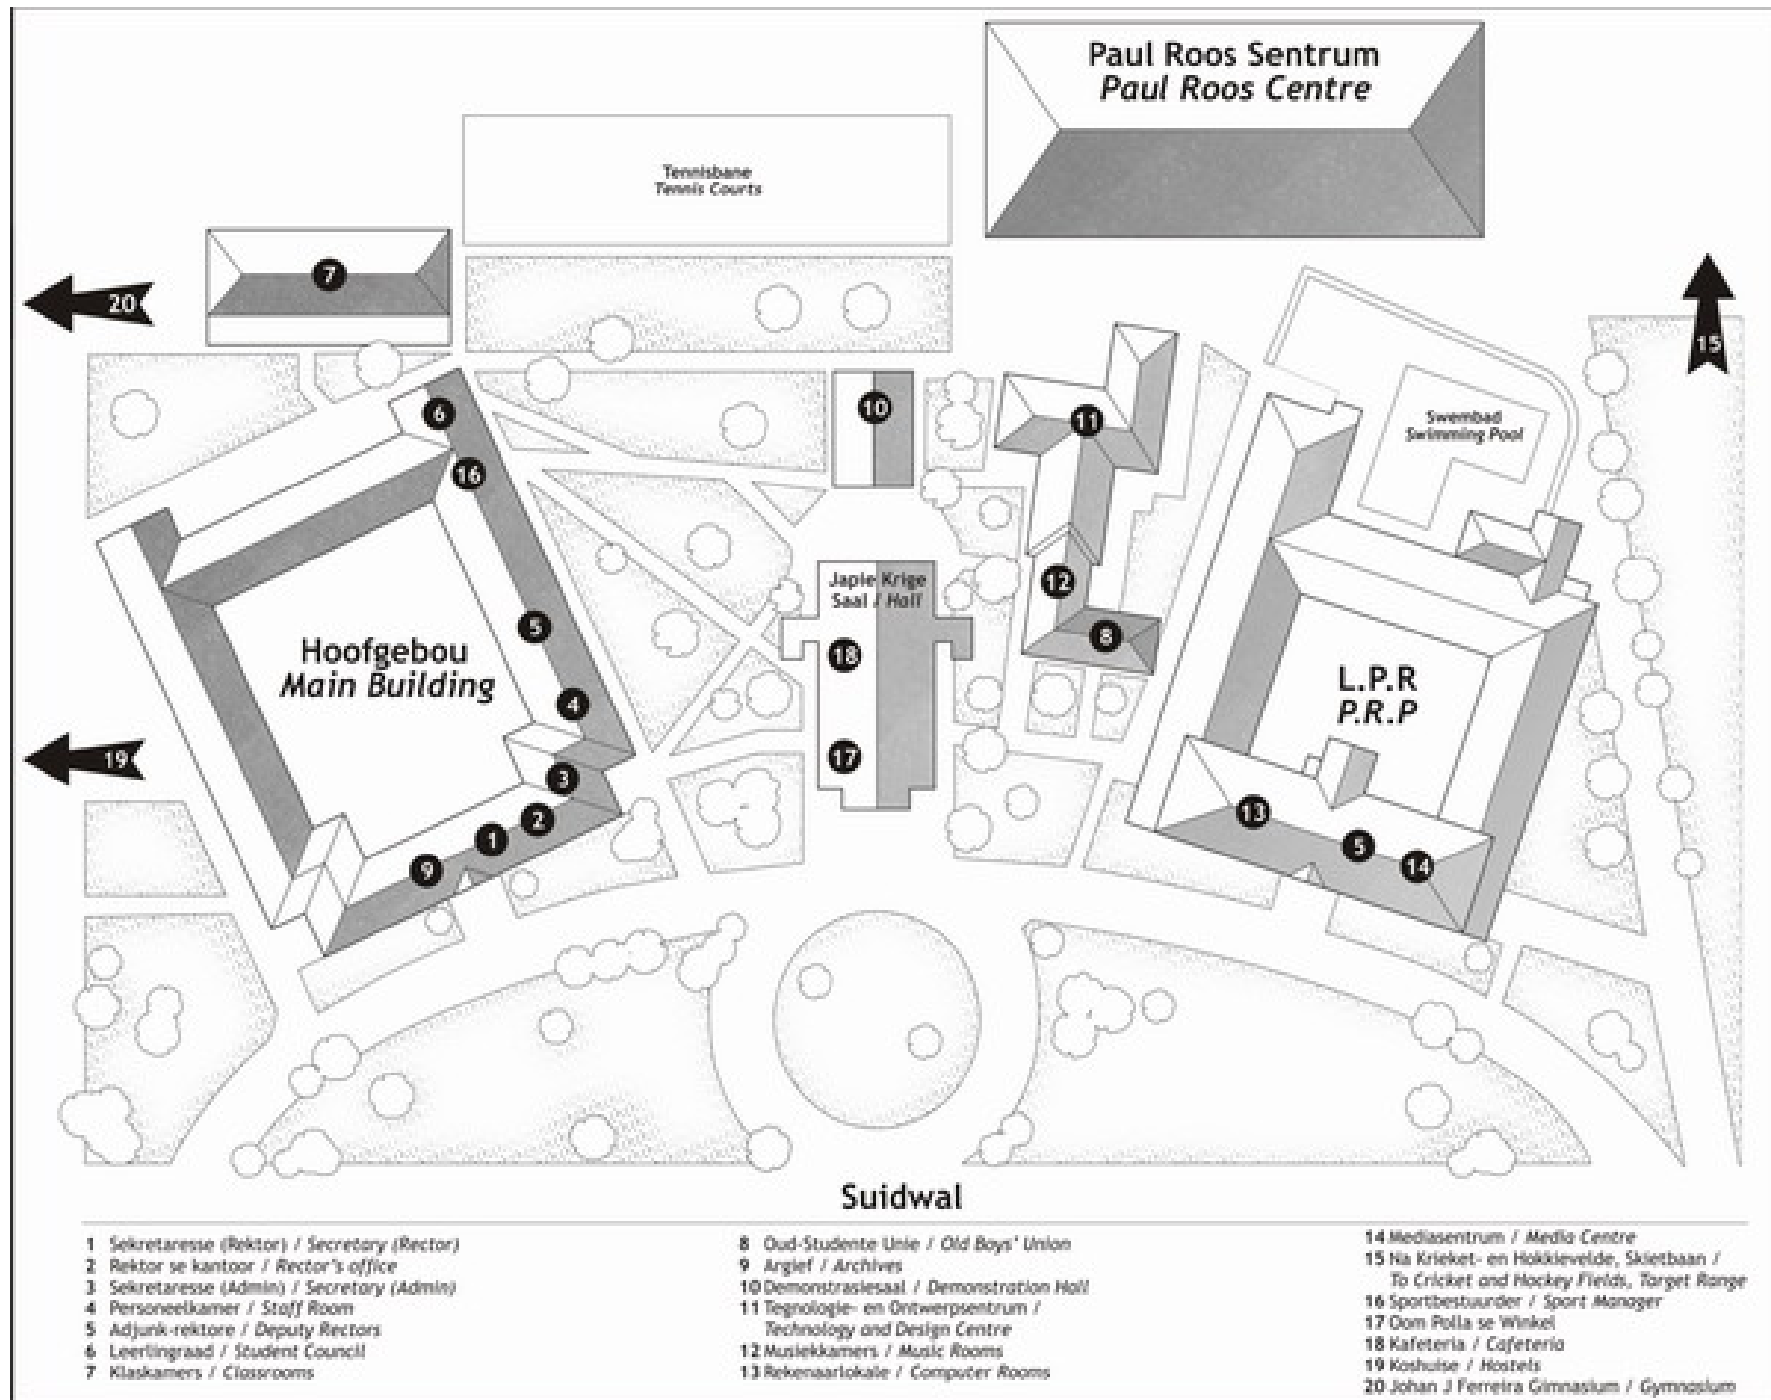 Paul Roos Sentrum
Paul Roos Centre
Tennisbane
Tennis Courts
7
20
15
6
10
11
Swembad
Swimming Pool
16
Japie Krige
Saal / Hall
12
5
8
18
Hoofgebou
Main Building
L.P.R
P.R.P
4
19
17
3
13
2
1
5
9
14
Suidwal
1 Sekretaresse (Rektor) / Secretary (Rector)
2 Rektor se kantoor / Rector's office
3 Sekretaresse (Admin) / Secretary (Admin)
4 Personeelkamer / Staff Room
5 Adjunk-rektore / Deputy Rectors
6 Leerlingraad / Student Council
7 Klaskamers / Classrooms
8 Oud-Studente Unie / Old Boys' Union
9 Argief / Archives
10 Demonstrasiesaal / Demonstration Hall
11 Tegnologie- en Ontwerpsentrum /
Technology and Design Centre
12 Musiekkamers / Music Rooms
13 Rekenaarlokale / Computer Rooms
14 Mediasentrum / Media Centre
15 Na Krieket- en Hokkievelde, Skietbaan /
To Cricket and Hockey Fields, Target Range
16 Sportbestuurder / Sport Manager
17 Oom Polla se Winkel
18 Kafeteria / Cafeteria
19 Koshuise / Hostels
20 Johan J Ferreira Gimnasium / Gymnasium